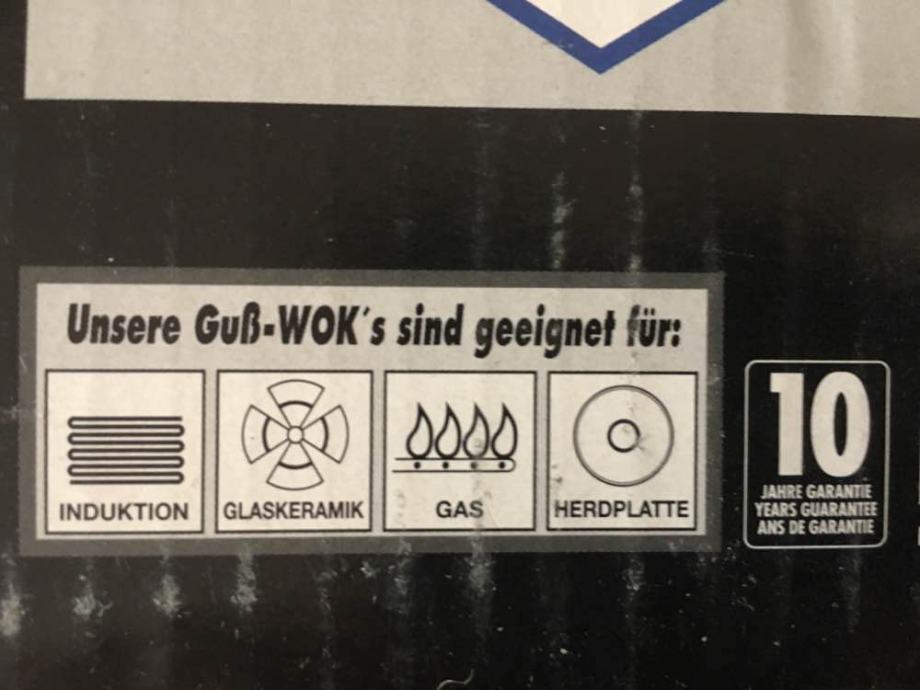 Unsere Guß-WOK´s sind geeignet für:
INDUKTION
GLASKERAMIK
GAS
HERDPLATTE
10
JAHRE GARANTIE
YEARS GUARANTEE
ANS DE GARANTIE